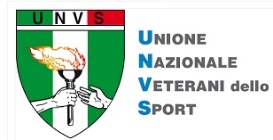 UNVS
UNIONE
NAZIONALE
VETERANI dello
SPORT